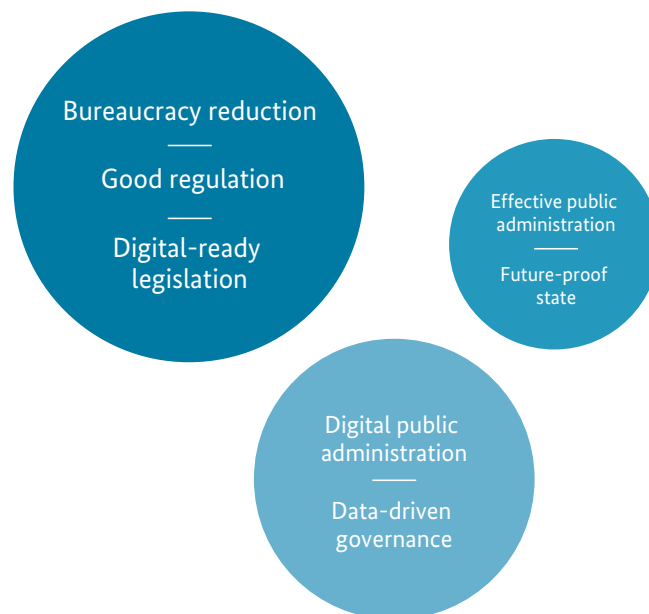 Bureaucracy reduction
Good regulation
Digital-ready
legislation
Effective public
administration
Future-proof
state
Digital public
administration
Data-driven
governance